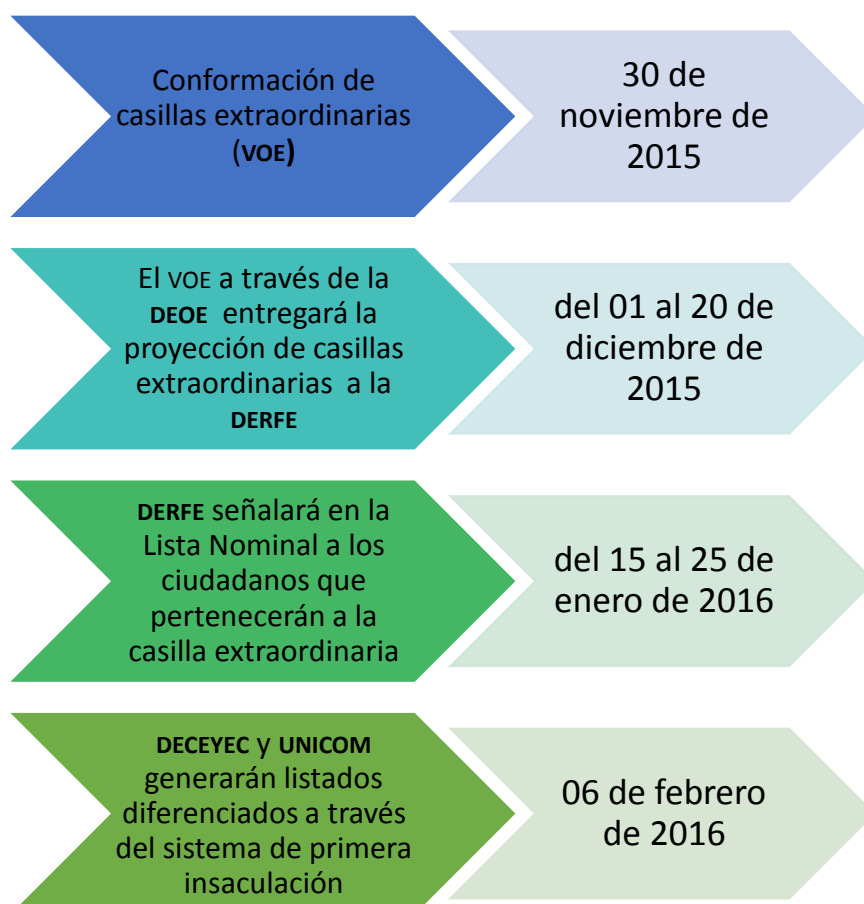 Conformación de
casillas extraordinarias
(VOE)
30 de
noviembre de
2015
El VOE a través de la
DEOE entregará la
proyección de casillas
extraordinarias a la
DERFE
del 01 al 20 de
diciembre de
2015
DERFE señalará en la
Lista Nominal a los
ciudadanos que
pertenecerán a la
casilla extraordinaria
del 15 al 25 de
enero de 2016
DECEYEC y UNICOM
generarán listados
diferenciados a través
del sistema de primera
insaculación
06 de febrero
de 2016